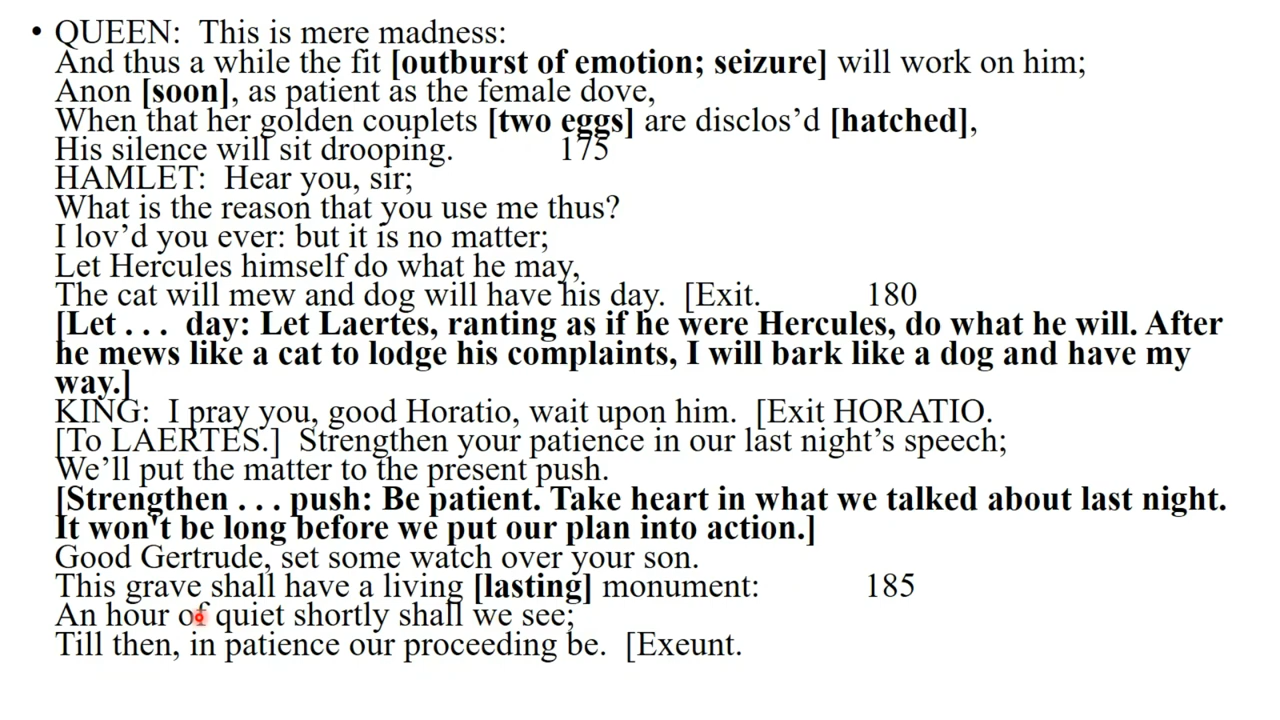 • QUEEN: This is mere madness:
And thus a while the fit [outburst of emotion; seizure] will work on him;
Anon [soon], as patient as the female dove,
When that her golden couplets [two eggs] are disclos’d [hatched],
His silence will sit drooping. 175
HAMLET: Hear you, sir;
What is the reason that you use me thus?
I lov’d you ever: but it is no matter;
Let Hercules himself do what he may,
The cat will mew and dog will have his day. [Exit. 180
[Let . . . day: Let Laertes, ranting as if he were Hercules, do what he will. After
he mews like a cat to lodge his complaints, I will bark like a dog and have my
way.]
KING: I pray you, good Horatio, wait upon him. [Exit HORATIO.
[To LAERTES.] Strengthen your patience in our last night’s speech;
We’ll put the matter to the present push.
[Strengthen . . . push: Be patient. Take heart in what we talked about last night.
It won't be long before we put our plan into action.]
Good Gertrude, set some watch over your son.
This grave shall have a living [lasting] monument: 185
An hour of quiet shortly shall we see;
Till then, in patience our proceeding be. [Exeunt.